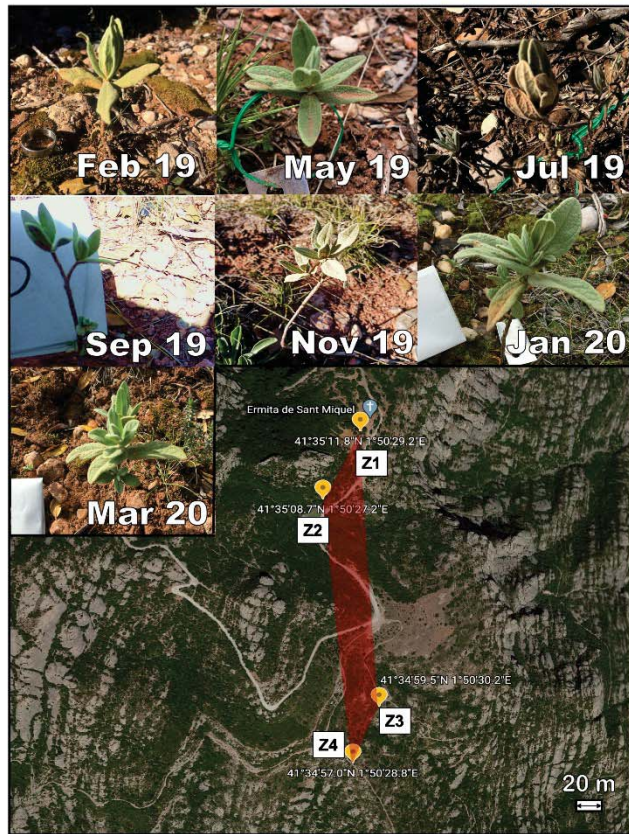 Feb 19
May 19
Jul 19
Sep 19
Nov 19
Jan 20
Mar 20
Ermita de Sant Miquel
41°35'11.8"N 1°50'29.2"E
Z1
41°35'08.7"N 1°50'27.2"E
Z2
41°34'59.5"N 1°50'30.2"E
Z3
Z4
41°34'57.0"N 1°50'28.8"E
20 m